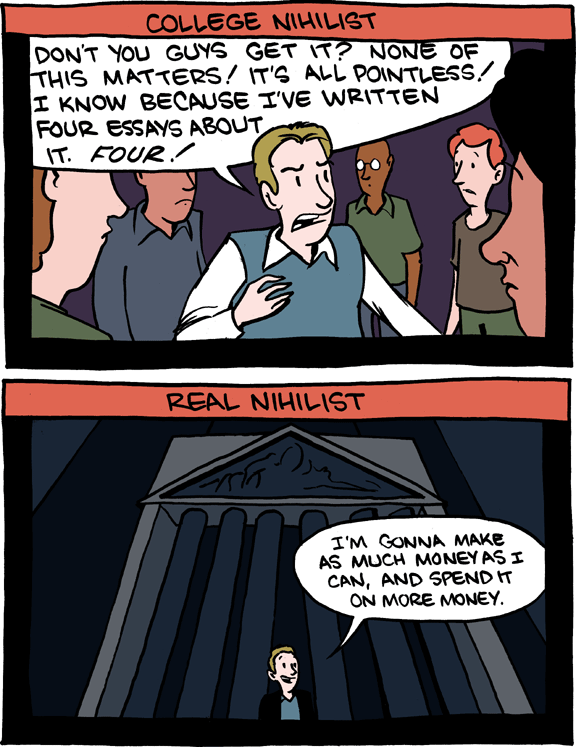 COLLEGE NIHILIST
DON'T YOU GUYS GET IT? NONE OF
THIS MATTERS! IT'S ALL POINTLESS!
I KNOW BECAUSE I'VE WRITTEN
FOUR ESSAYS ABOUT
IT. FOUR!
REAL NIHILIST
I'M GONNA MAKE
AS MUCH MONEY AS I
CAN, AND SPEND IT
ON MORE MONEY.